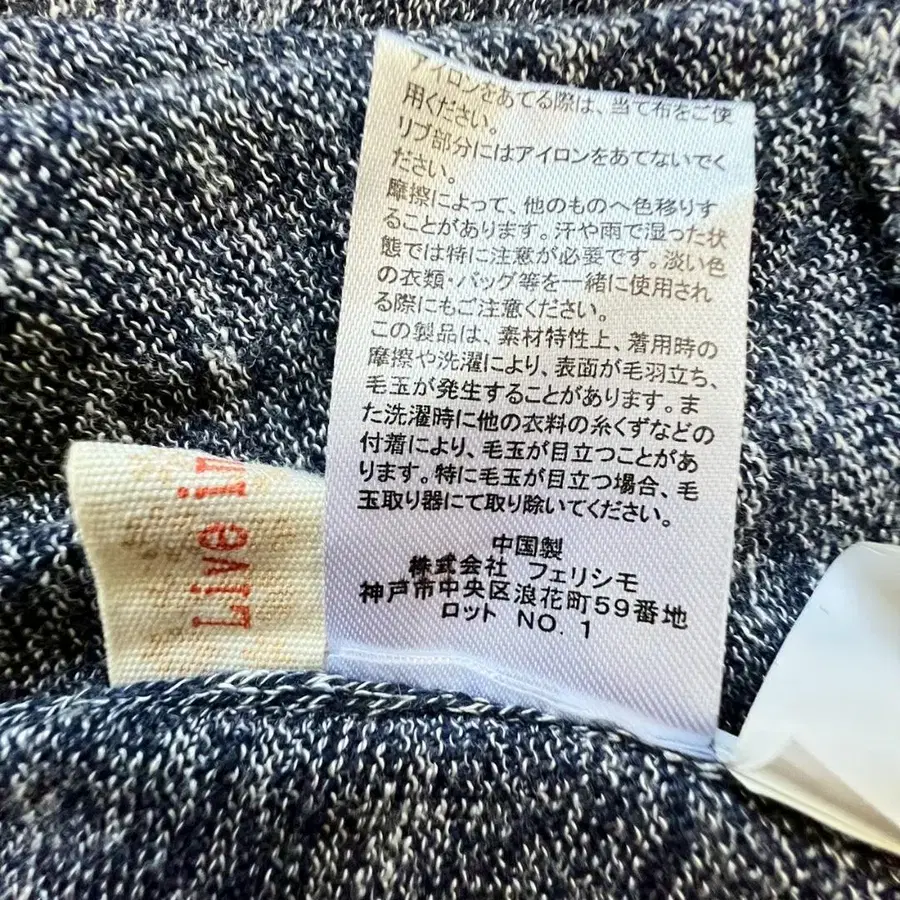 アイロンをあてる際は、当て布をご使
用ください。
リブ部分にはアイロンをあてないでく
ださい。
摩擦によって、他のものへ色移りす
ることがあります。汗や雨で湿った状
態では特に注意が必要です。淡い色
の衣類・バッグ等を一緒に使用され
る際にもご注意ください。
この製品は、素材特性上、着用時の
摩擦や洗濯により、表面が毛羽立ち、
毛玉が発生することがあります。ま
た洗濯時に他の衣料の糸くずなどの
付着により、毛玉が目立つことがあ
ります。特に毛玉が目立つ場合、毛
玉取り器にて取り除いてください。
中国製
株式会社 フェリシモ
神戸市中央区浪花町59番地
ロット NO. 1
Live in